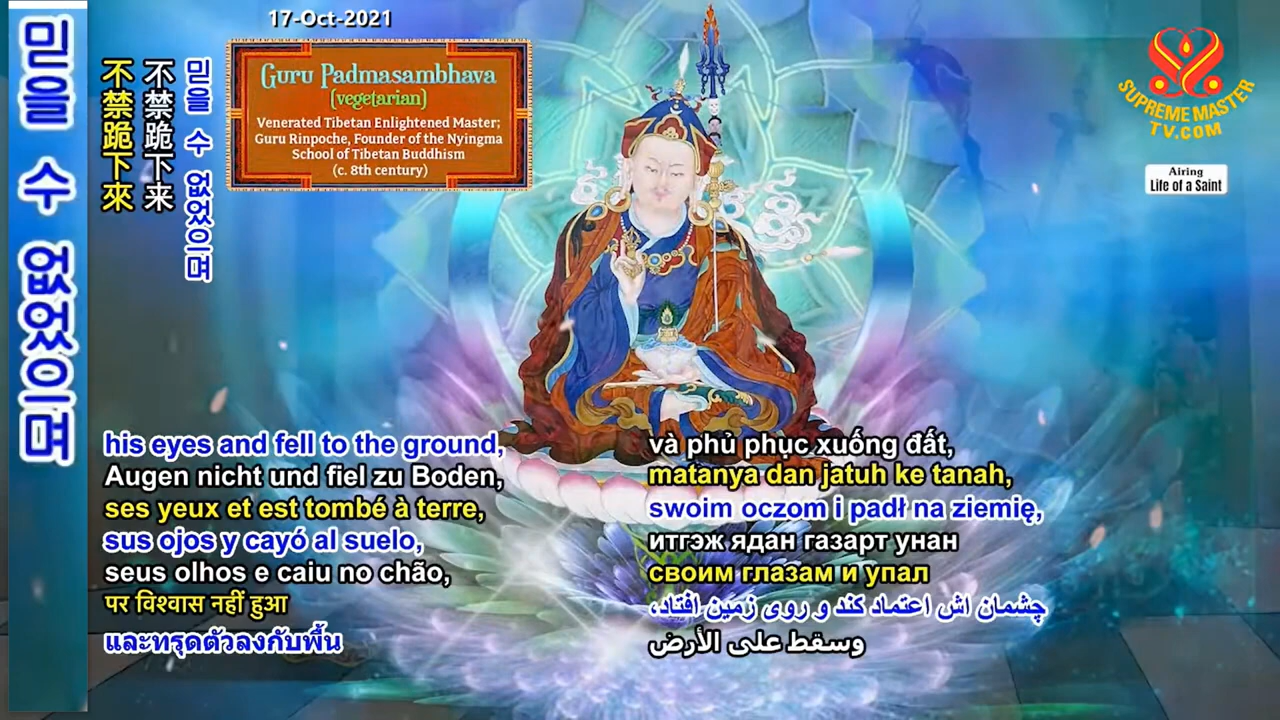 17-Oct-2021
믿을 수 없었으며
不禁跪下來
不禁跪下来
믿을 수 없었으며
Guru Padmasambhava
(vegetarian)
Venerated Tibetan Enlightened Master;
Guru Rinpoche, Founder of the Nyingma
School of Tibetan Buddhism
(c. 8th century)
SUPREME MASTER
TV.COM
Airing
Life of a Saint
his eyes and fell to the ground,
Augen nicht und fiel zu Boden,
ses yeux et est tombé à terre,
sus ojos y cayó al suelo,
seus olhos e caiu no chão,
पर विश्वास नहीं हुआ
และทรุดตัวลงกับพื้น
và phủ phục xuống đất,
matanya dan jatuh ke tanah,
swoim oczom i padł na ziemię,
итгэж ядан газарт унан
своим глазам и упал
چشمان اش اعتماد کند و روی زمین افتاد،
وسقط على الأرض